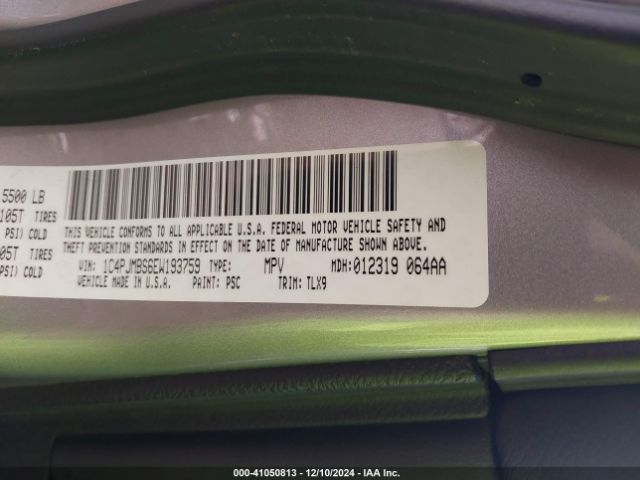 5500 LB
105T TIRES
PSI) COLD
05T TIRES
PSI) COLD
THIS VEHICLE CONFORMS TO ALL APPLICABLE U.S.A. FEDERAL MOTOR VEHICLE SAFETY AND
THEFT PREVENTION STANDARDS IN EFFECT ON THE DATE OF MANUFACTURE SHOWN ABOVE.
VIN: 1C4PJMBS6EW193759 TYPE: MPV MDH: 012319 064AA
VEHICLE MADE IN U.S.A. PAINT: PSC TRIM: TLX9
000-41050813 - 12/10/2024 - IAA Inc.